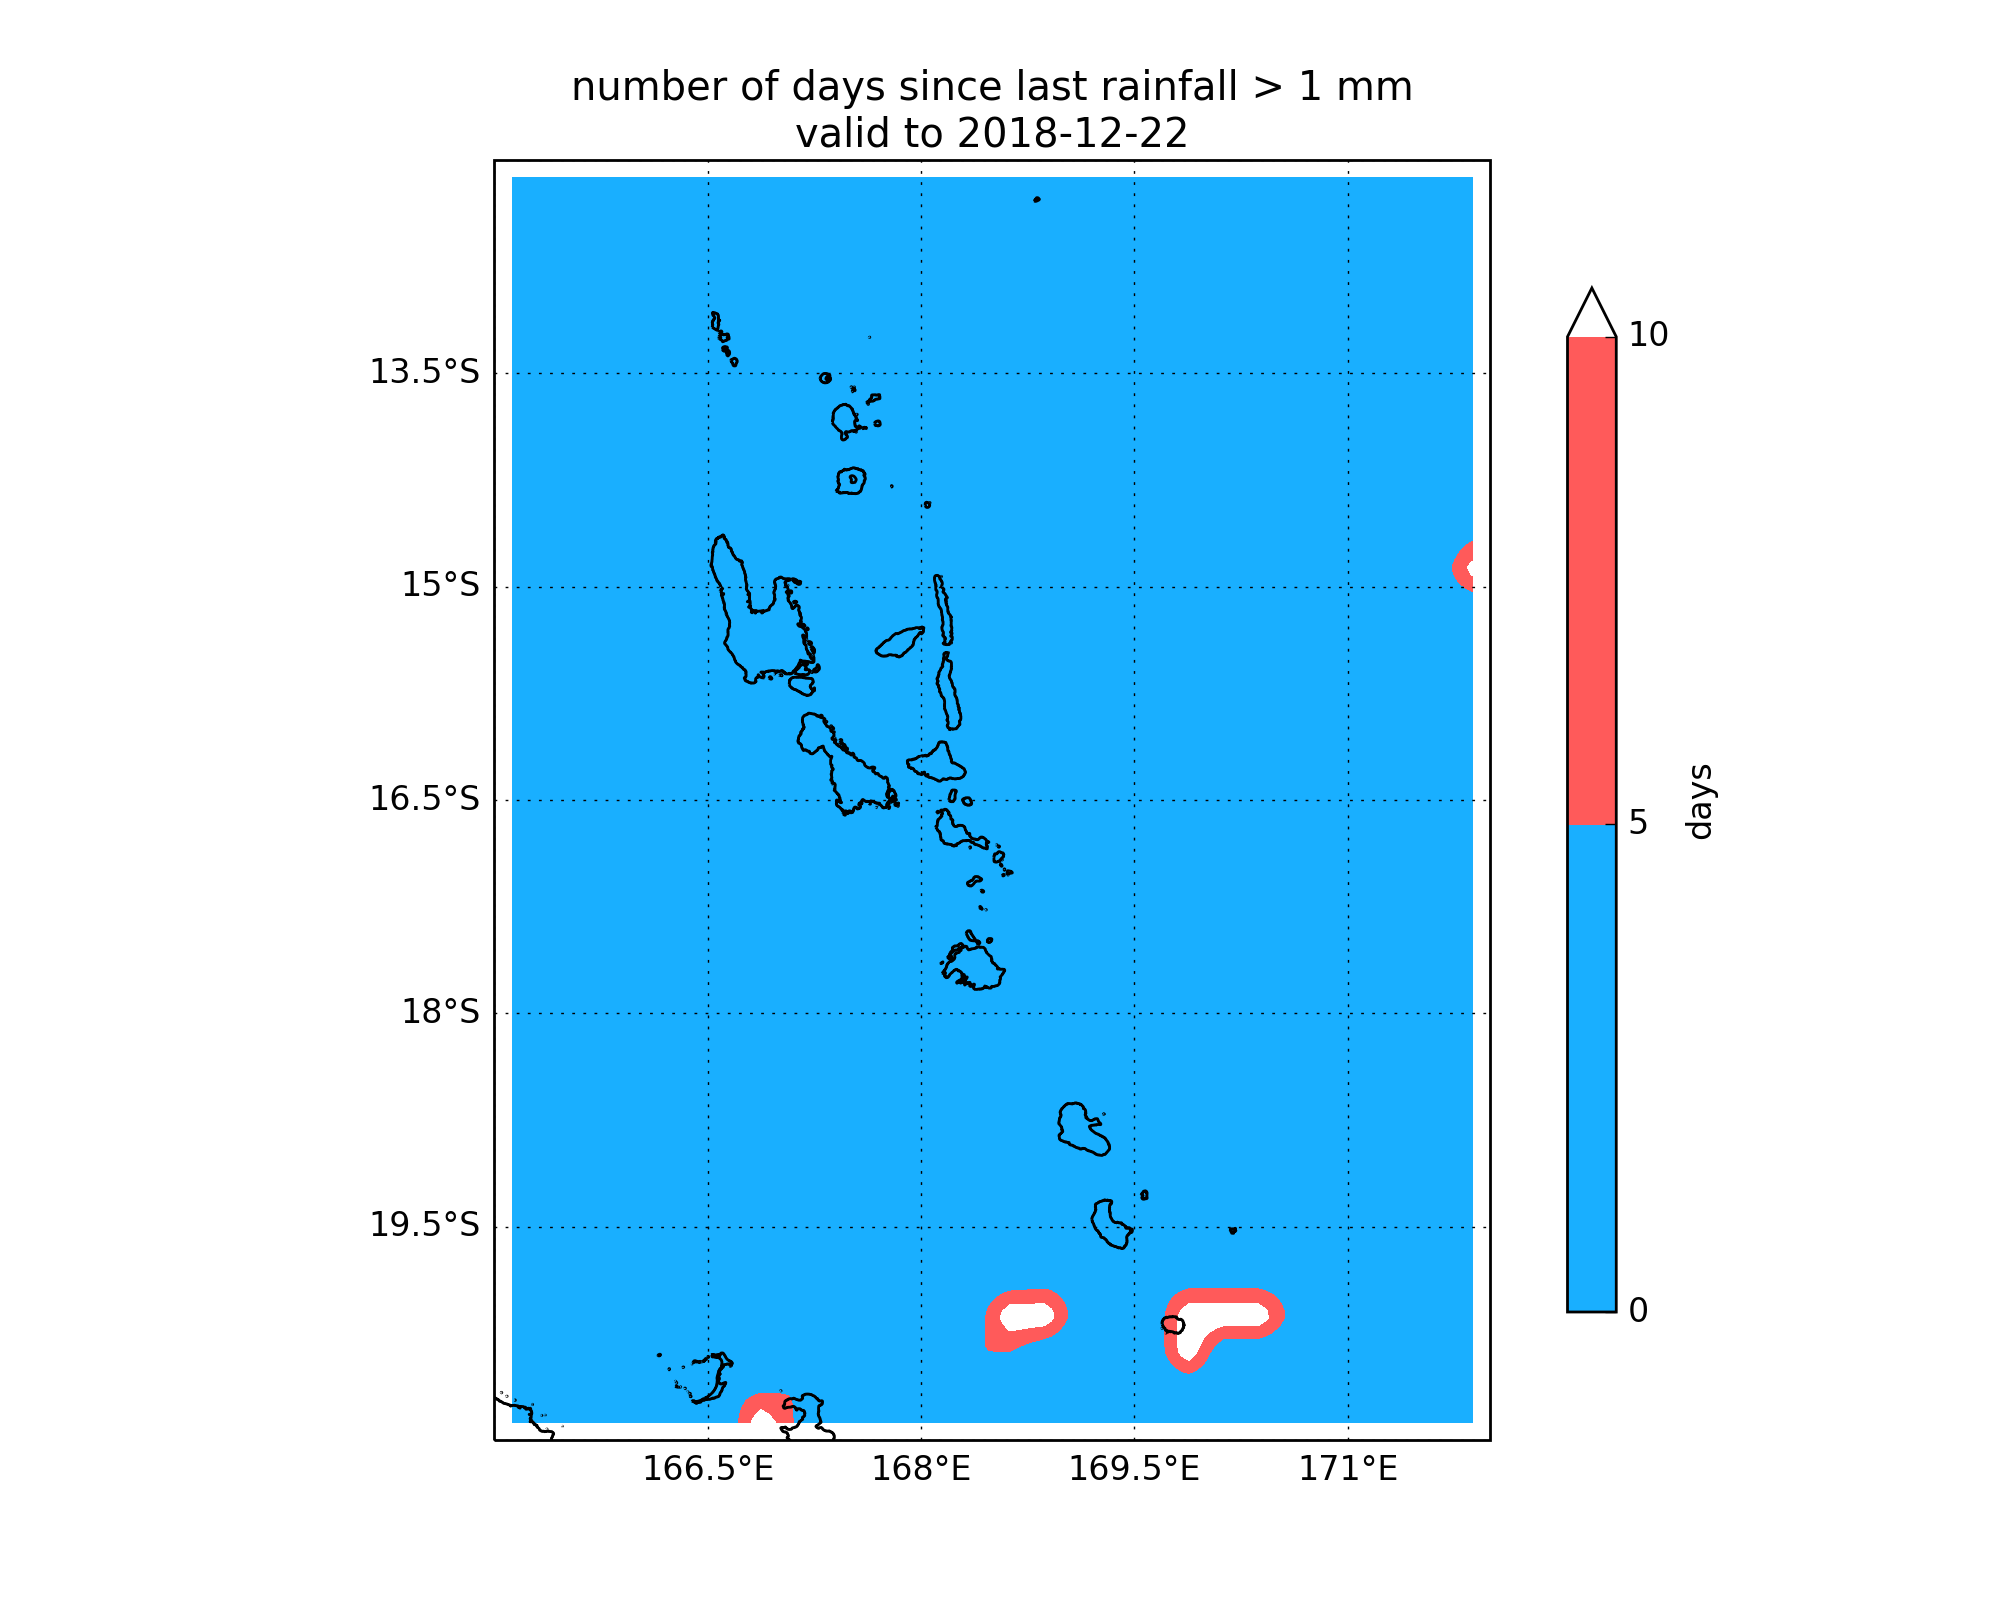 number of days since last rainfall > 1 mm
valid to 2018-12-22
13.5°S
15°S
16.5°S
18°S
19.5°S
166.5°E
168°E
169.5°E
171°E
10
5
0
days